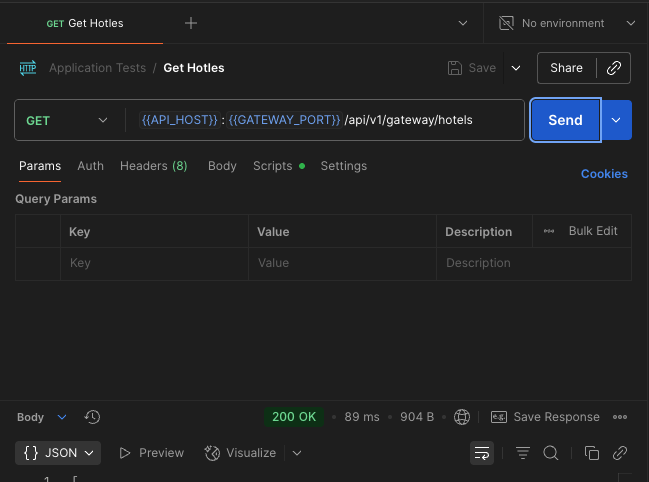 GET Get Hotles
No environment
HTTP Application Tests / Get Hotles Save Share
GET {{API_HOST}}:{{GATEWAY_PORT}}/api/v1/gateway/hotels Send
Params Auth Headers (8) Body Scripts Settings
Cookies
Query Params
Key Value Description Bulk Edit
Key Value Description
Body 200 OK 89 ms 904 B e.g. Save Response
{} JSON Preview Visualize
1 [